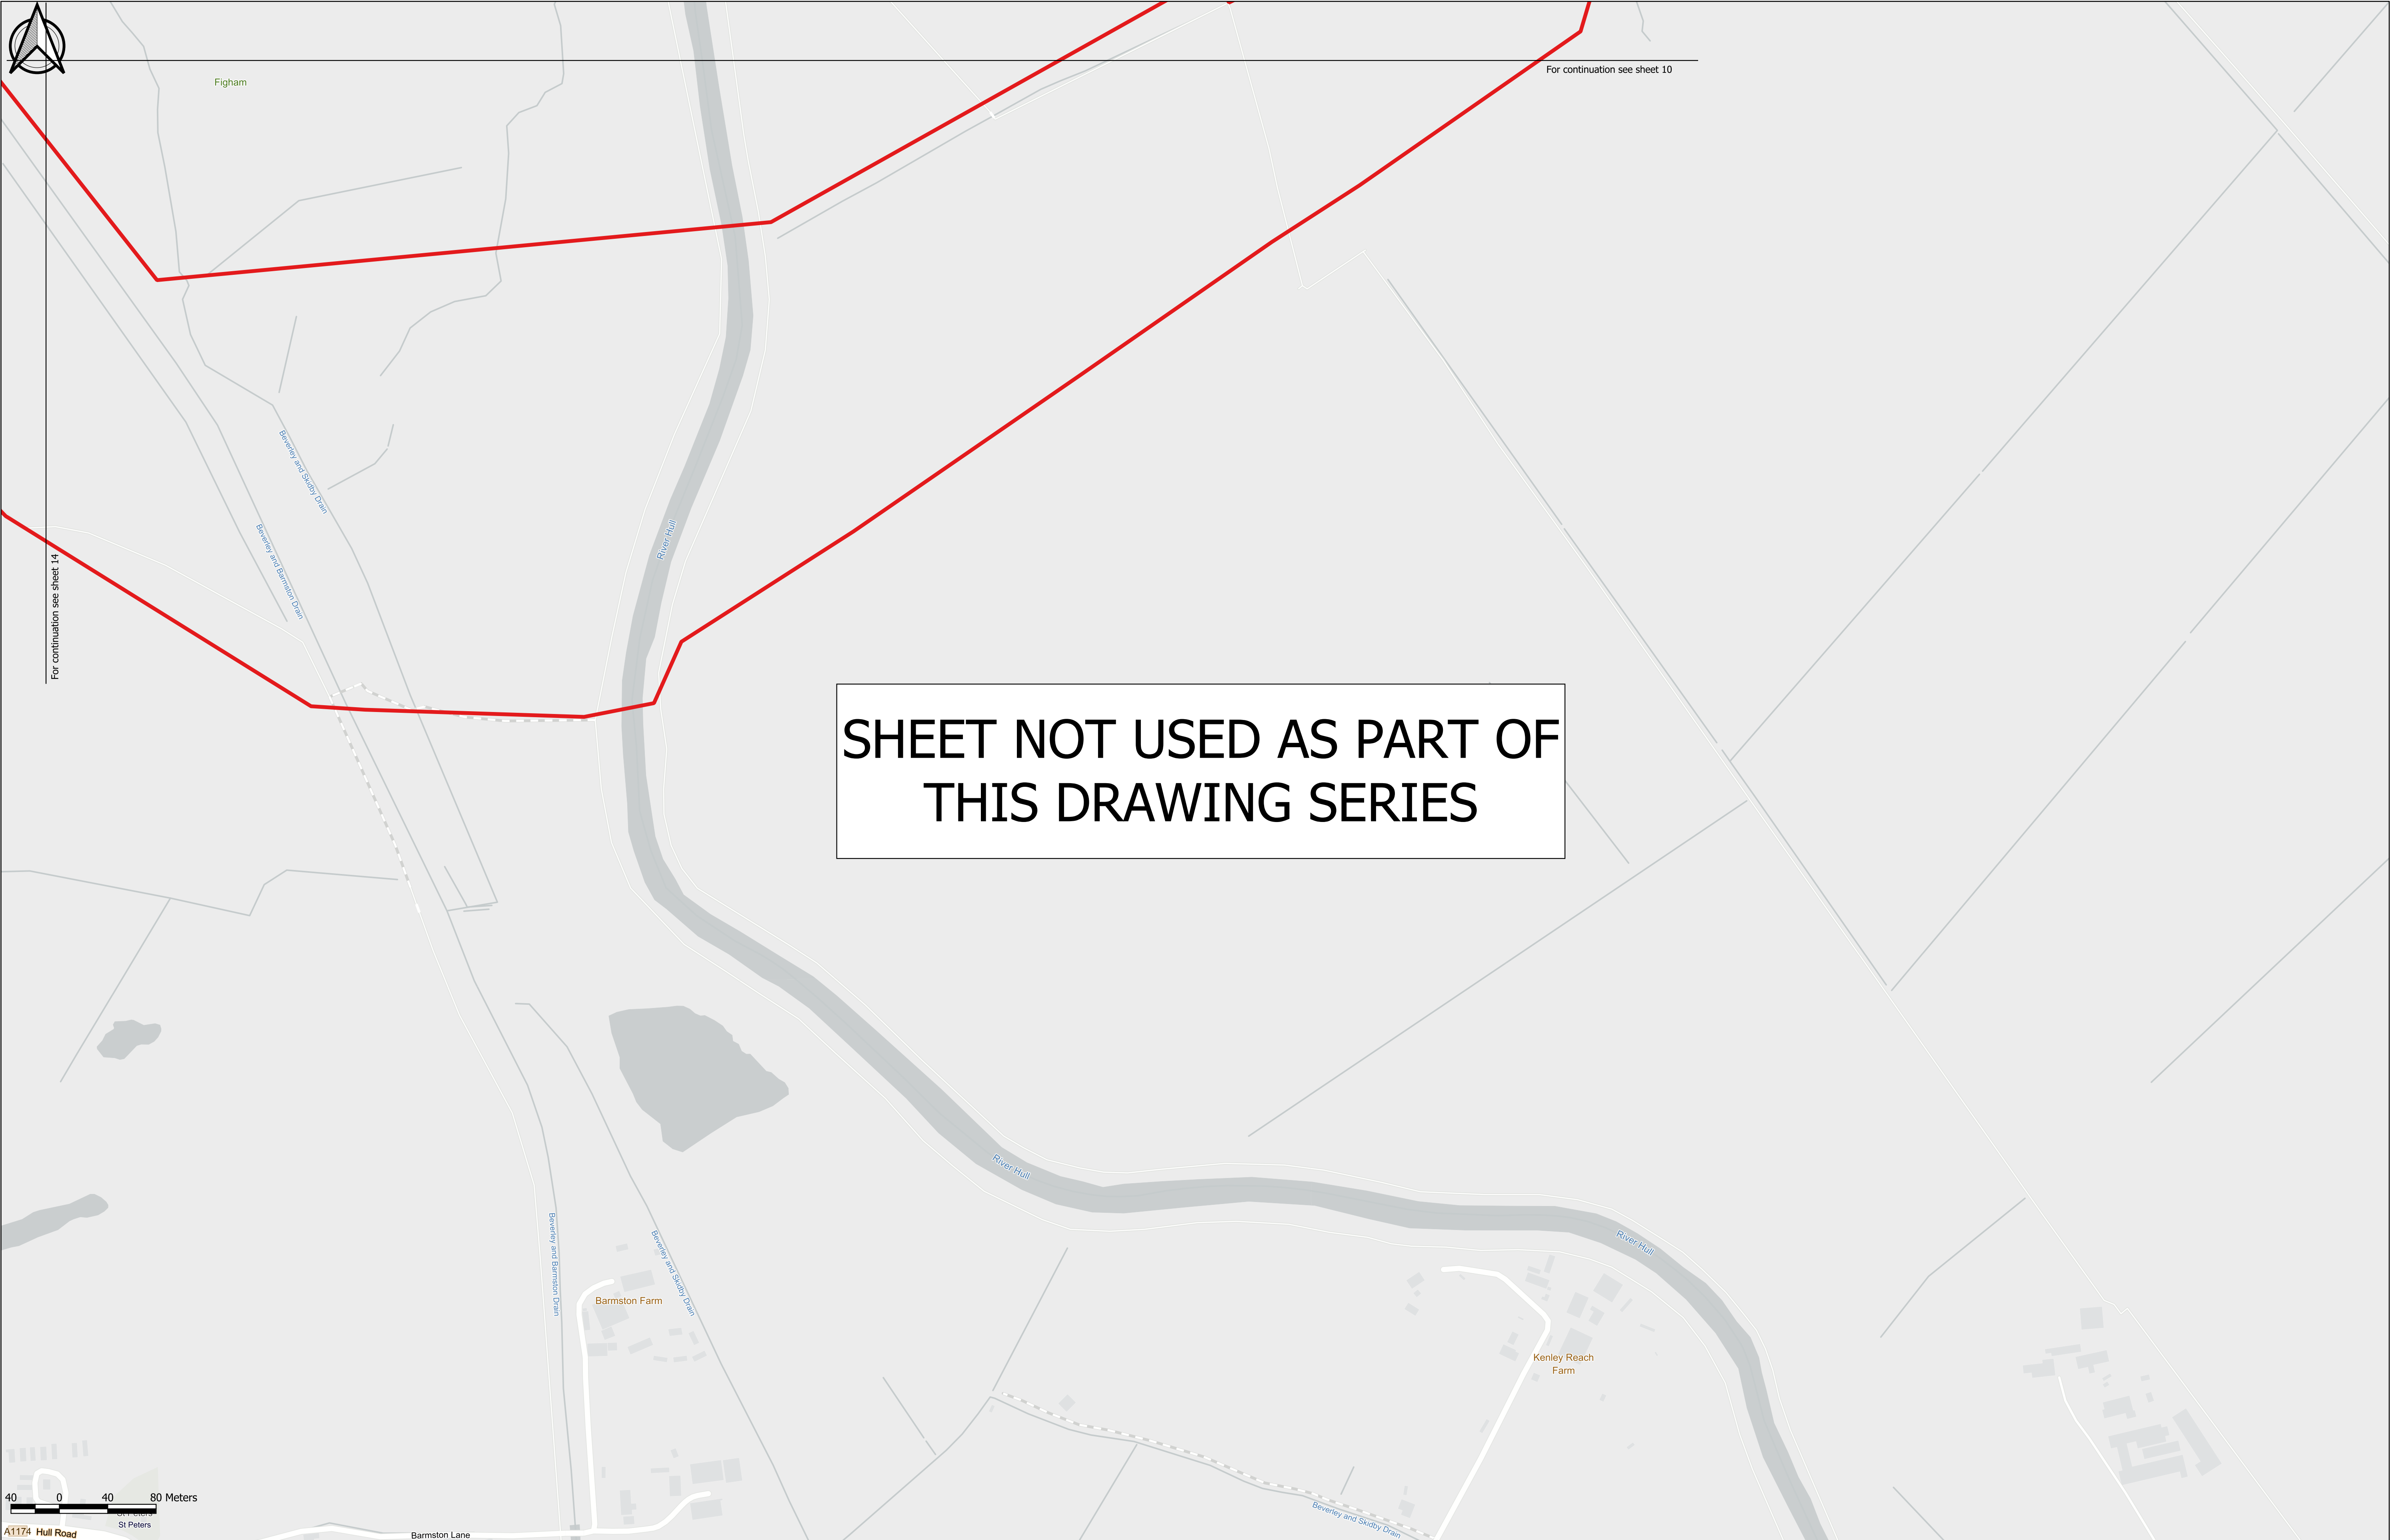 Figham
For continuation see sheet 10
For continuation see sheet 14
Beverley and Skidby Drain
Beverley and Barmston Drain
River Hull
SHEET NOT USED AS PART OF
THIS DRAWING SERIES
River Hull
River Hull
Beverley and Barmston Drain
Beverley and Skidby Drain
Barmston Farm
Kenley Reach
Farm
40 0 40 80 Meters
St Peters
St Peters
A1174 Hull Road
Barmston Lane
Beverley and Skidby Drain